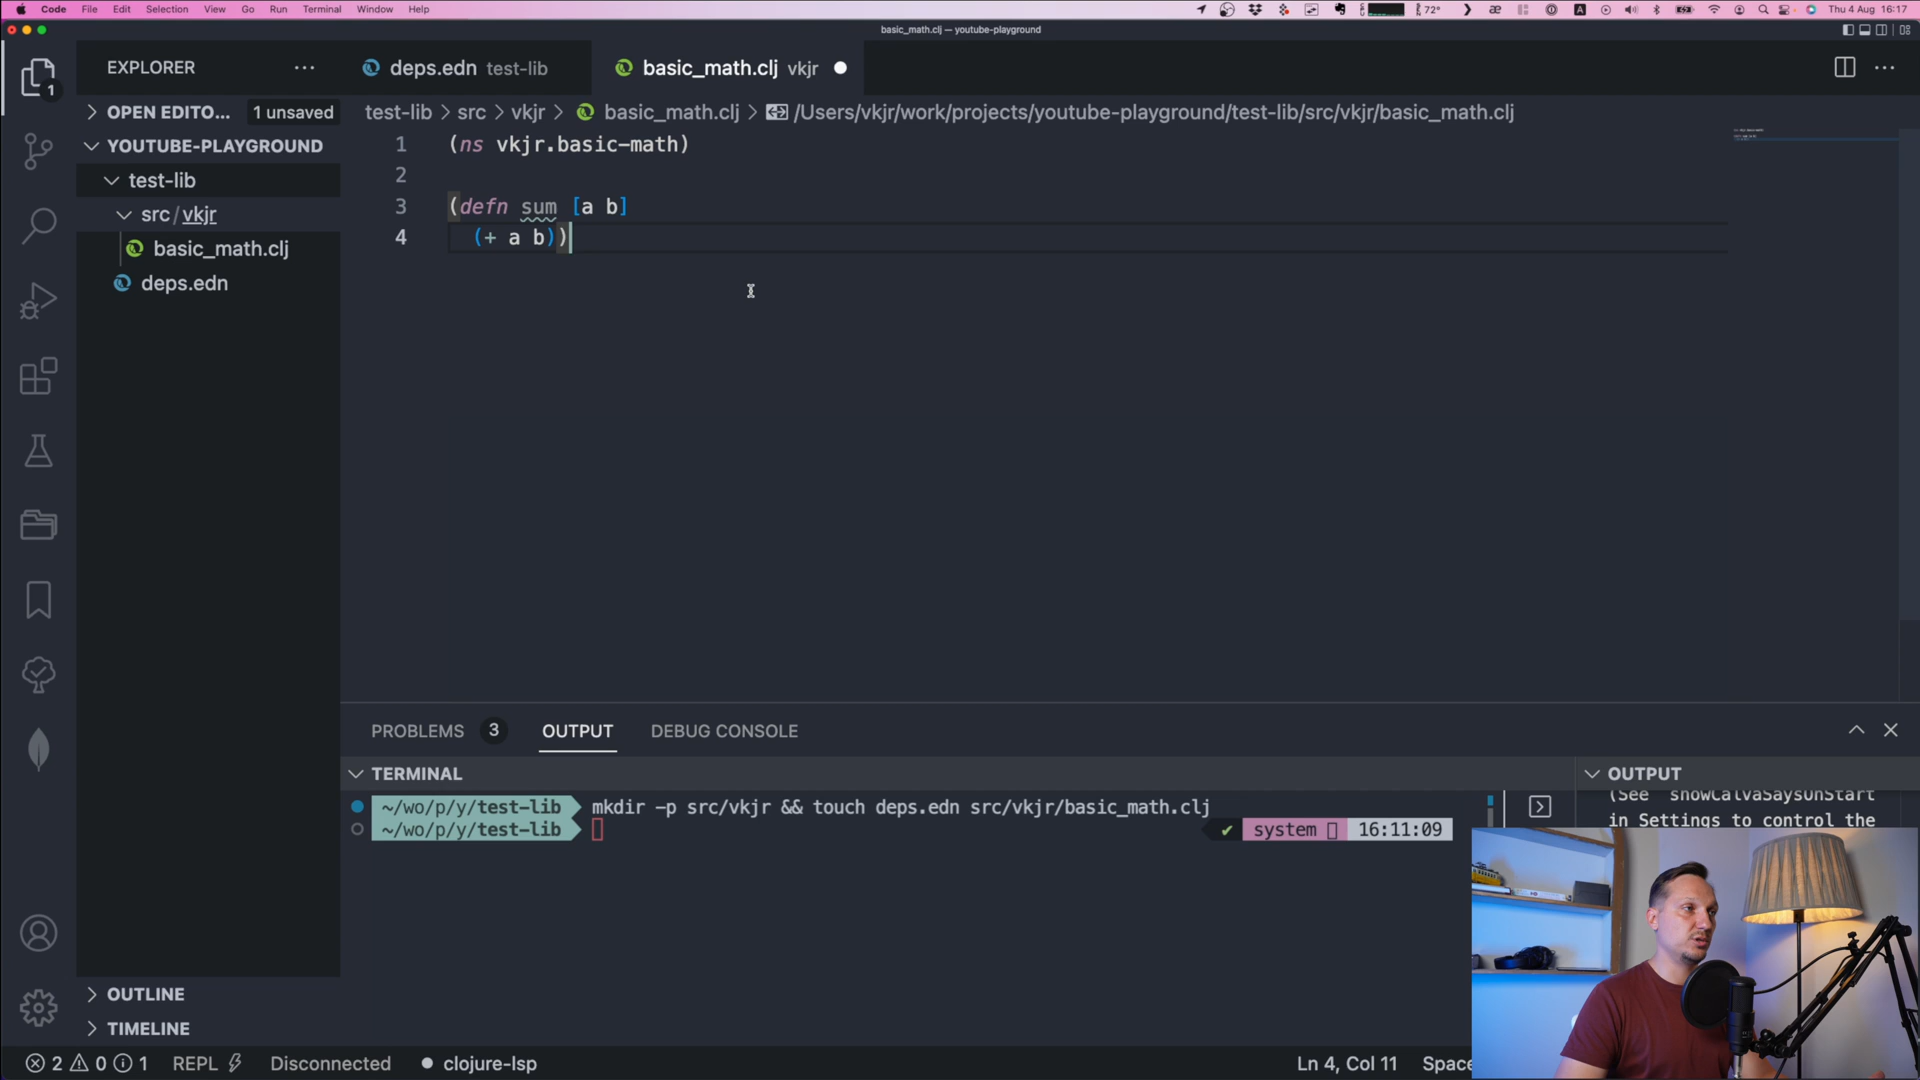 Code File Edit Selection View Go Run Terminal Window Help
72° Thu 4 Aug 16:17
basic_math.clj — youtube-playground
EXPLORER
deps.edn test-lib
basic_math.clj vkjr
1
OPEN EDITO... 1 unsaved
test-lib > src > vkjr > basic_math.clj > /Users/vkjr/work/projects/youtube-playground/test-lib/src/vkjr/basic_math.clj
YOUTUBE-PLAYGROUND
test-lib
src / vkjr
basic_math.clj
deps.edn
1 (ns vkjr.basic-math)
2
3 (defn sum [a b]
4 (+ a b))
PROBLEMS 3 OUTPUT DEBUG CONSOLE
TERMINAL
~/wo/p/y/test-lib mkdir -p src/vkjr && touch deps.edn src/vkjr/basic_math.clj
~/wo/p/y/test-lib
✔ system 16:11:09
OUTPUT
(See showCalvaSaysOnStart
in Settings to control the
OUTLINE
TIMELINE
2 0 1 REPL Disconnected clojure-lsp
Ln 4, Col 11